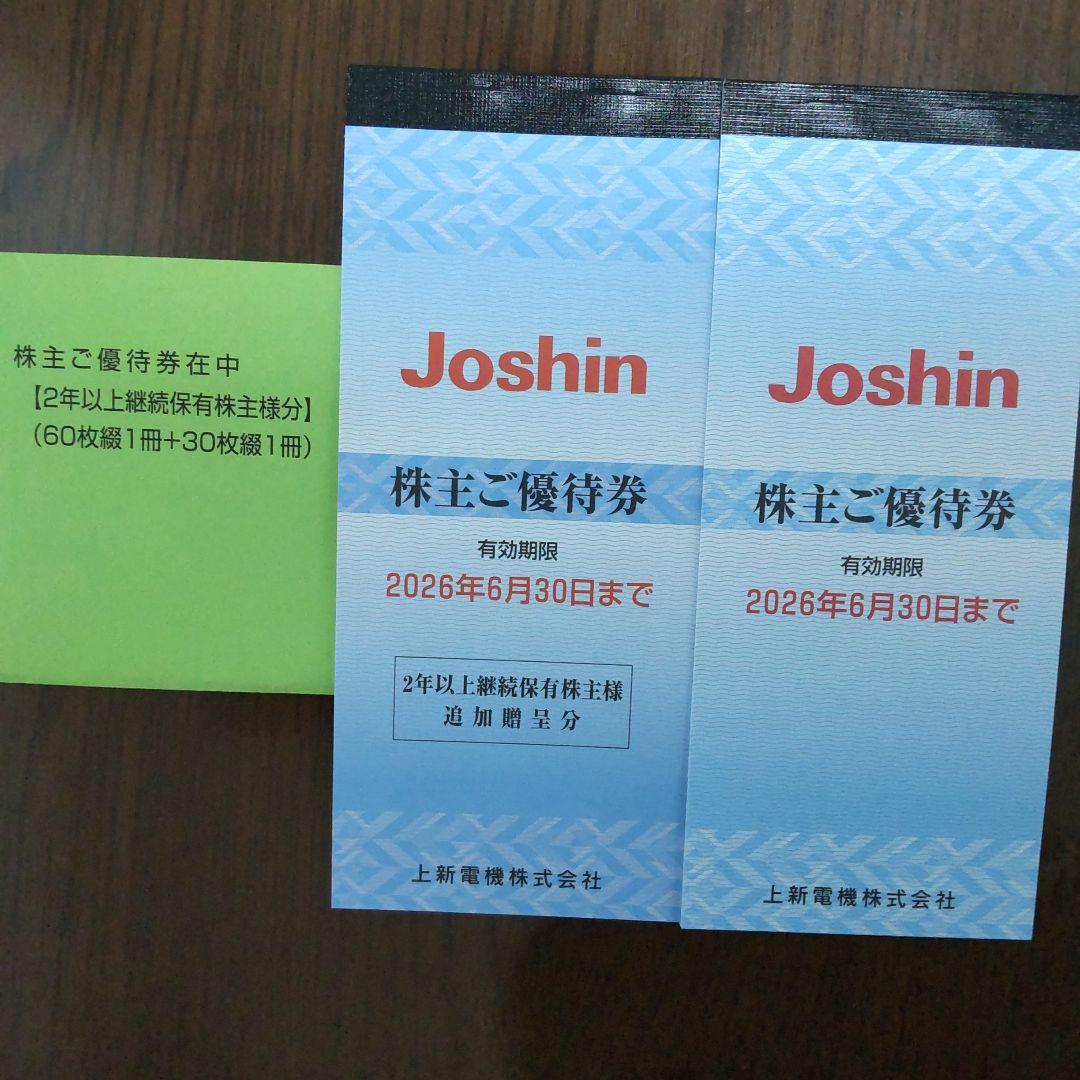 株主ご優待券在中
【2年以上継続保有株主様分】
(60枚綴1冊+30枚綴1冊)
Joshin
株主ご優待券
有効期限
2026年6月30日まで
2年以上継続保有株主様
追加贈呈分
上新電機株式会社
Joshin
株主ご優待券
有効期限
2026年6月30日まで
上新電機株式会社